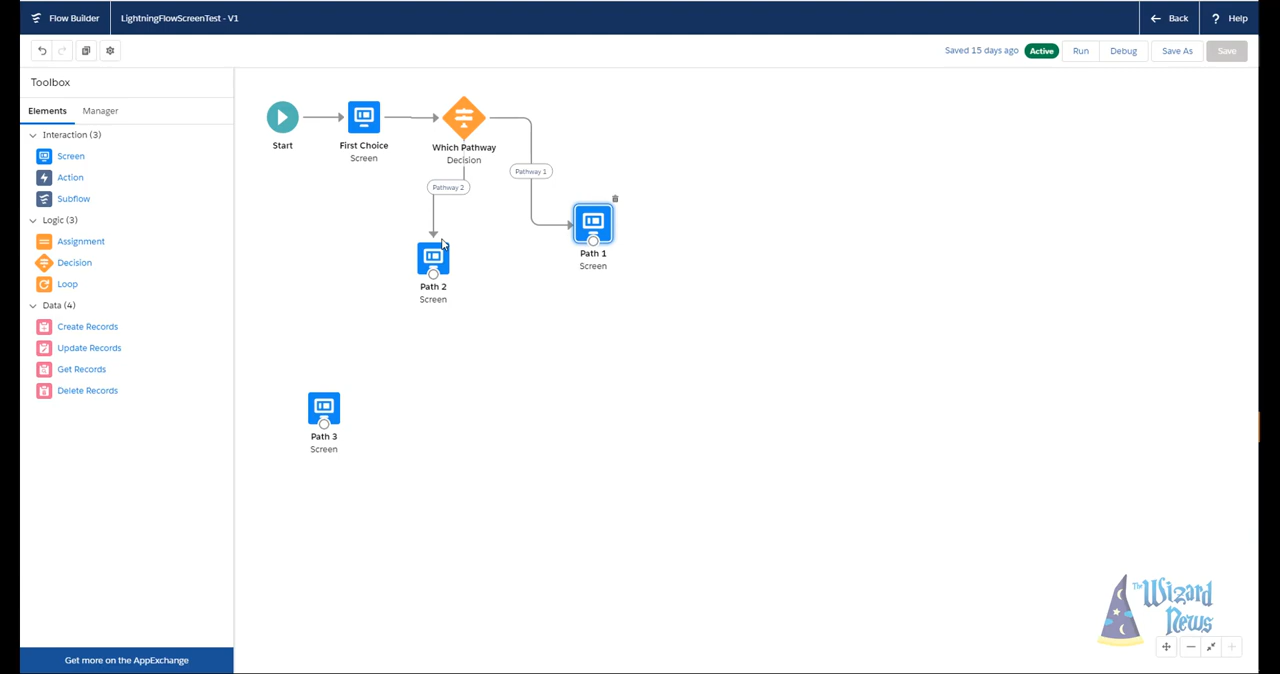 Flow Builder
LightningFlowScreenTest - V1
Back
? Help
Saved 15 days ago
Active
Run
Debug
Save As
Save
Toolbox
Elements
Manager
Interaction (3)
Screen
Action
Subflow
Logic (3)
Assignment
Decision
Loop
Data (4)
Create Records
Update Records
Get Records
Delete Records
Get more on the AppExchange
Start
First Choice
Screen
Which Pathway
Decision
Pathway 1
Pathway 2
Path 1
Screen
Path 2
Screen
Path 3
Screen
The Wizard
News